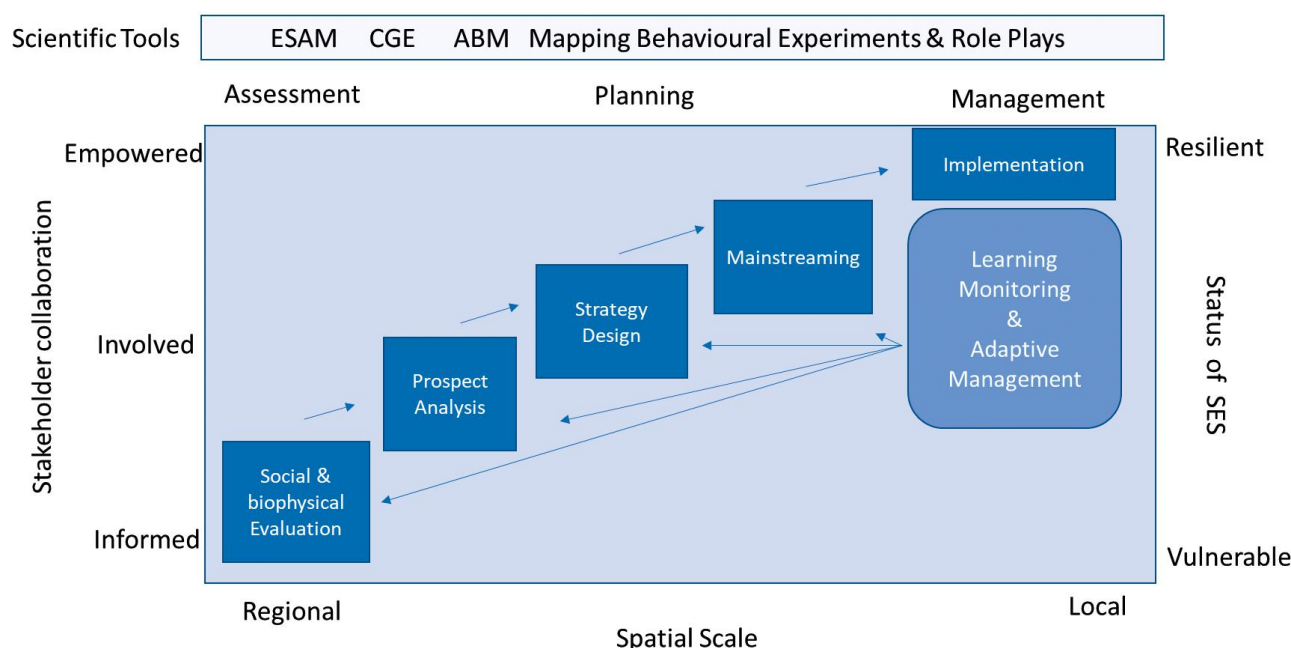 Scientific Tools ESAM CGE ABM Mapping Behavioural Experiments & Role Plays
Assessment Planning Management
Empowered
Resilient
Implementation
Mainstreaming
Learning
Monitoring
&
Adaptive
Management
Stakeholder collaboration
Status of SES
Strategy
Design
Involved
Prospect
Analysis
Social &
biophysical
Evaluation
Informed
Vulnerable
Regional
Local
Spatial Scale